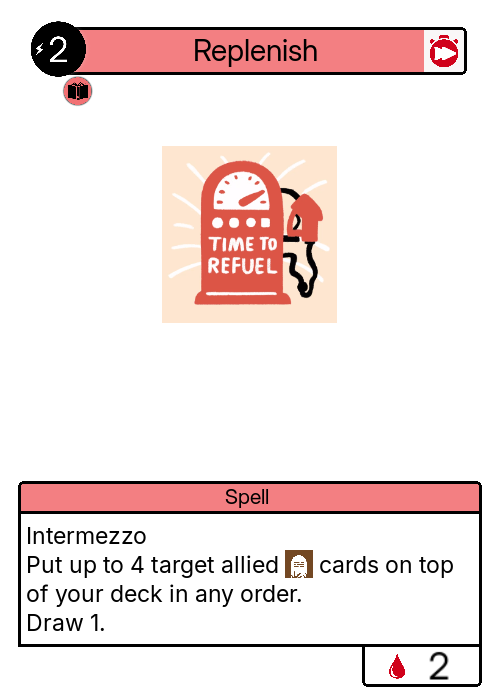 2
Replenish
TIME TO
REFUEL
Spell
Intermezzo
Put up to 4 target allied cards on top
of your deck in any order.
Draw 1.
2